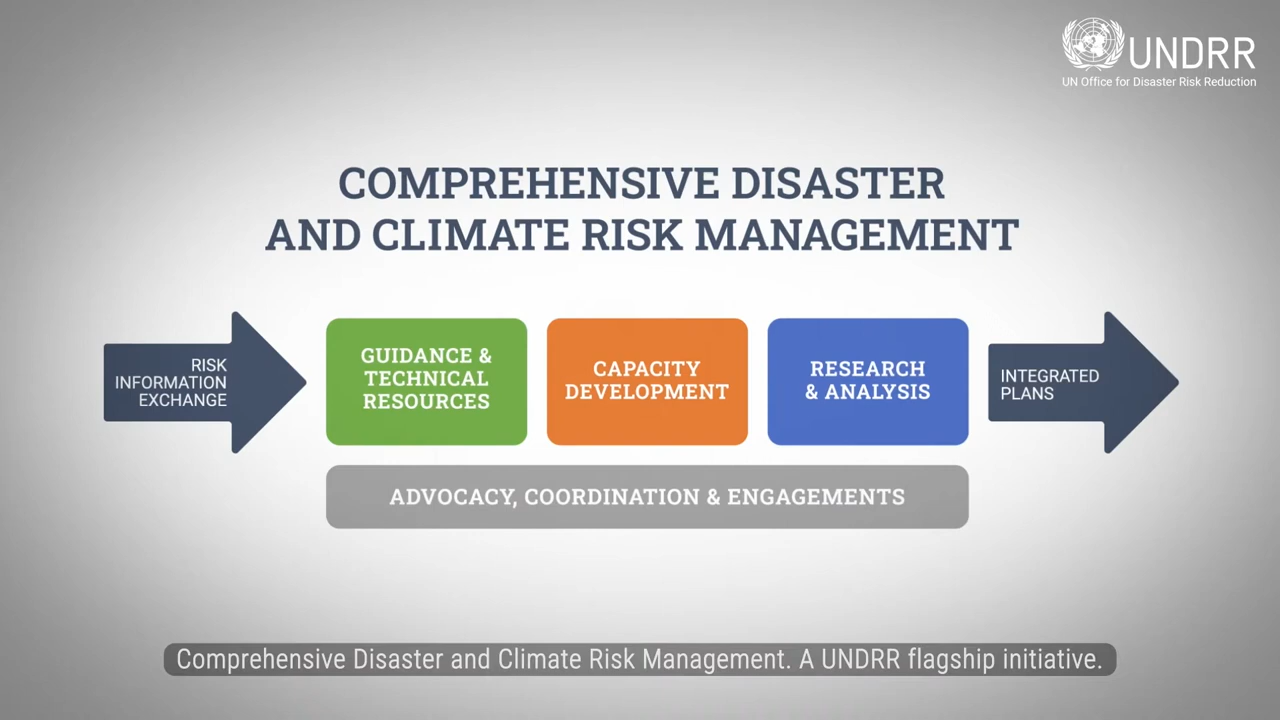 UNDRR
UN Office for Disaster Risk Reduction
COMPREHENSIVE DISASTER
AND CLIMATE RISK MANAGEMENT
RISK
INFORMATION
EXCHANGE
GUIDANCE &
TECHNICAL
RESOURCES
CAPACITY
DEVELOPMENT
RESEARCH
& ANALYSIS
INTEGRATED
PLANS
ADVOCACY, COORDINATION & ENGAGEMENTS
Comprehensive Disaster and Climate Risk Management. A UNDRR flagship initiative.